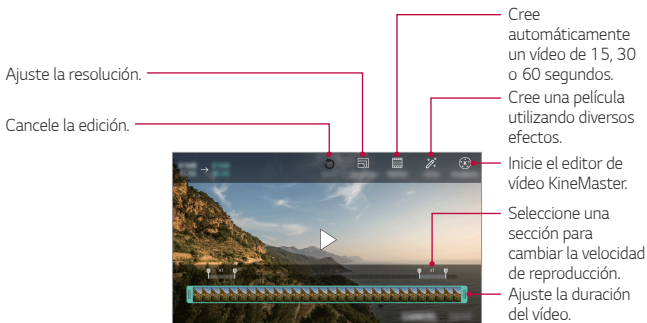 Cree
automáticamente
un vídeo de 15, 30
o 60 segundos.
Ajuste la resolución.
Cree una película
utilizando diversos
efectos.
Cancele la edición.
Inicie el editor de
vídeo KineMaster.
Seleccione una
sección para
cambiar la velocidad
de reproducción.
x1
x1
Ajuste la duración
del vídeo.